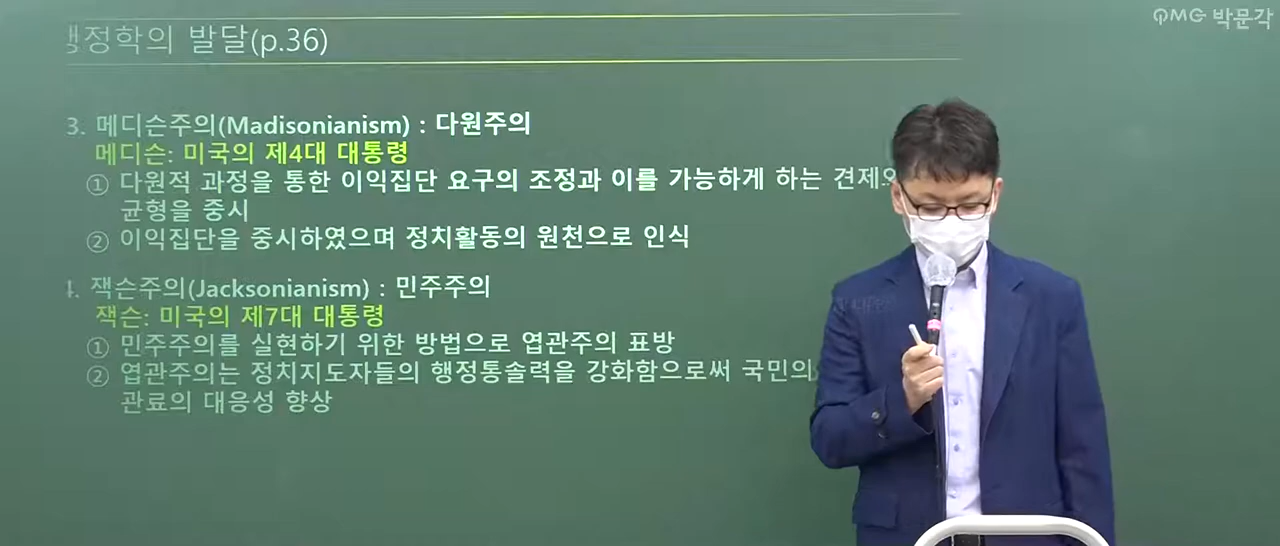 PMG 박문각
행정학의 발달(p.36)
3. 메디슨주의(Madisonianism) : 다원주의
메디슨: 미국의 제4대 대통령
① 다원적 과정을 통한 이익집단 요구의 조정과 이를 가능하게 하는 견제와
균형을 중시
② 이익집단을 중시하였으며 정치활동의 원천으로 인식
4. 잭슨주의(Jacksonianism) : 민주주의
잭슨: 미국의 제7대 대통령
① 민주주의를 실현하기 위한 방법으로 엽관주의 표방
② 엽관주의는 정치지도자들의 행정통솔력을 강화함으로써 국민의
관료의 대응성 향상